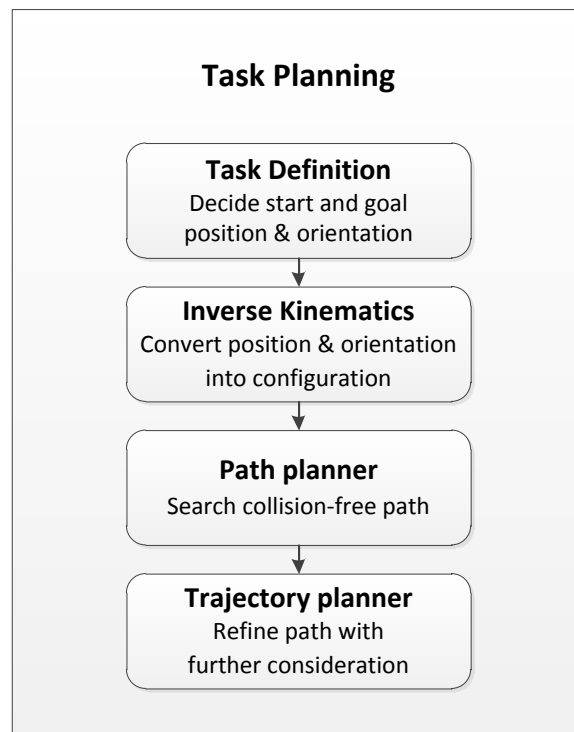 Task Planning
Task Definition
Decide start and goal
position & orientation
Inverse Kinematics
Convert position & orientation
into configuration
Path planner
Search collision-free path
Trajectory planner
Refine path with
further consideration